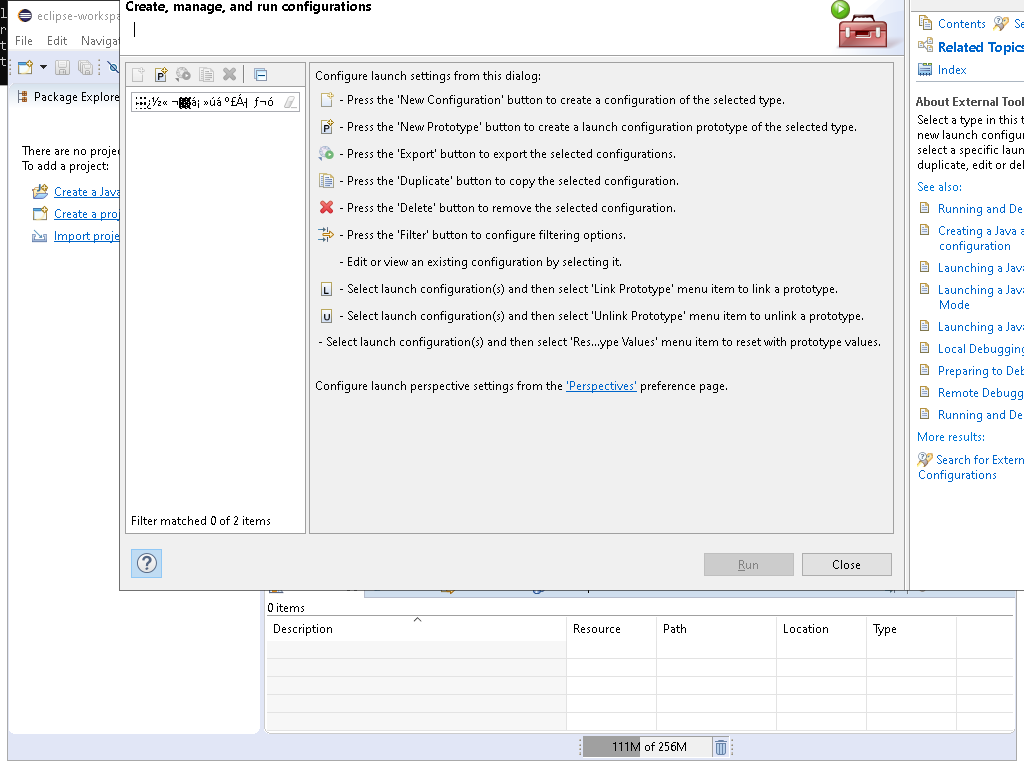 Create, manage, and run configurations
eclipse-workspa
File Edit Naviga
Package Explore
There are no projec
To add a project:
Create a Java
Create a proj
Import proje
Filter matched 0 of 2 items
Configure launch settings from this dialog:
- Press the 'New Configuration' button to create a configuration of the selected type.
- Press the 'New Prototype' button to create a launch configuration prototype of the selected type.
- Press the 'Export' button to export the selected configurations.
- Press the 'Duplicate' button to copy the selected configuration.
- Press the 'Delete' button to remove the selected configuration.
- Press the 'Filter' button to configure filtering options.
- Edit or view an existing configuration by selecting it.
- Select launch configuration(s) and then select 'Link Prototype' menu item to link a prototype.
- Select launch configuration(s) and then select 'Unlink Prototype' menu item to unlink a prototype.
- Select launch configuration(s) and then select 'Res...ype Values' menu item to reset with prototype values.
Configure launch perspective settings from the 'Perspectives' preference page.
Run Close
Contents Se
Related Topics
Index
About External Tool
Select a type in this t
new launch configur
select a specific laun
duplicate, edit or del
See also:
Running and De
Creating a Java a
configuration
Launching a Java
Launching a Java
Mode
Launching a Java
Local Debugging
Preparing to Deb
Remote Debugg
Running and De
More results:
Search for Extern
Configurations
0 items
Description Resource Path Location Type
111M of 256M